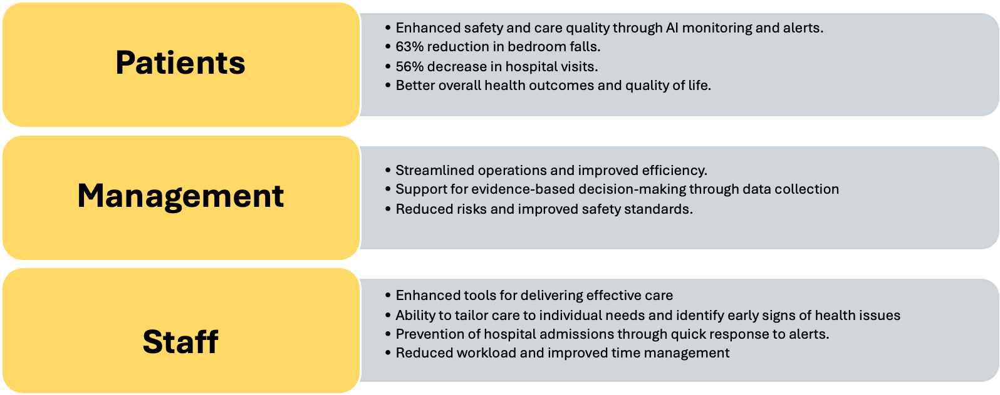 Patients
• Enhanced safety and care quality through AI monitoring and alerts.
• 63% reduction in bedroom falls.
• 56% decrease in hospital visits.
• Better overall health outcomes and quality of life.
Management
• Streamlined operations and improved efficiency.
• Support for evidence-based decision-making through data collection
• Reduced risks and improved safety standards.
Staff
• Enhanced tools for delivering effective care
• Ability to tailor care to individual needs and identify early signs of health issues
• Prevention of hospital admissions through quick response to alerts.
• Reduced workload and improved time management